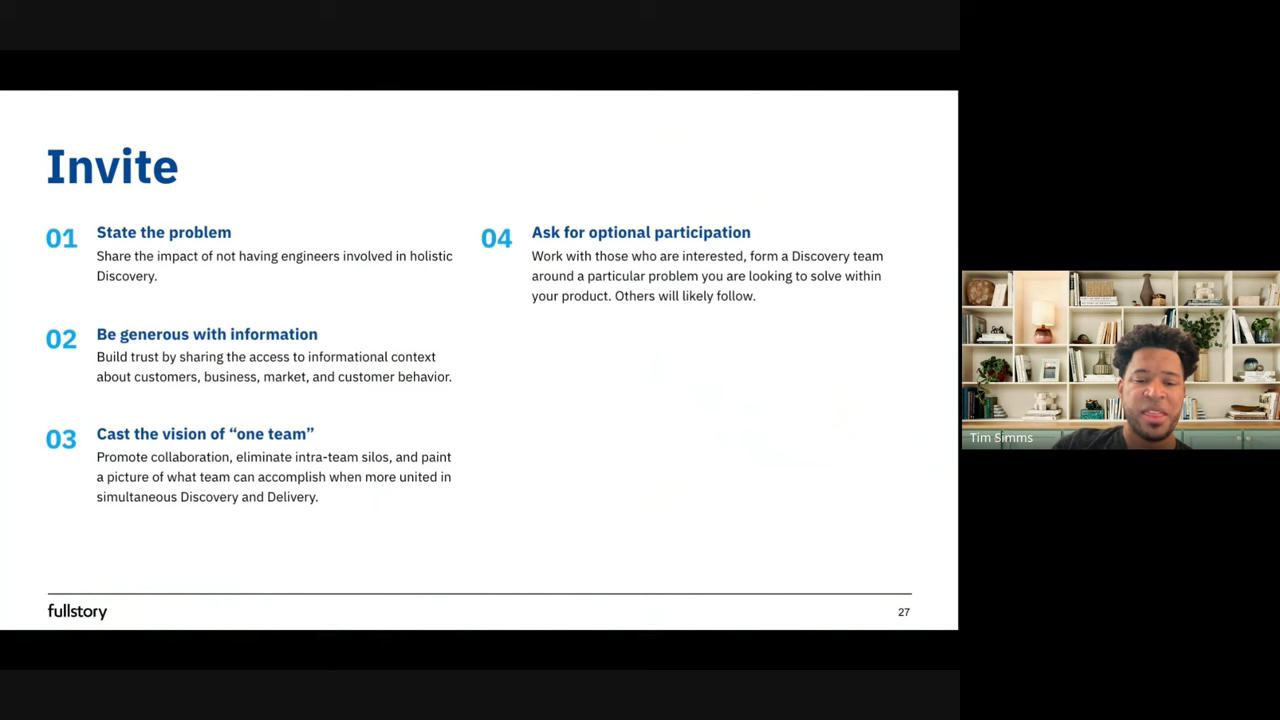 Invite
01
State the problem
Share the impact of not having engineers involved in holistic
Discovery.
02
Be generous with information
Build trust by sharing the access to informational context
about customers, business, market, and customer behavior.
03
Cast the vision of “one team”
Promote collaboration, eliminate intra-team silos, and paint
a picture of what team can accomplish when more united in
simultaneous Discovery and Delivery.
04
Ask for optional participation
Work with those who are interested, form a Discovery team
around a particular problem you are looking to solve within
your product. Others will likely follow.
fullstory
27
Tim Simms